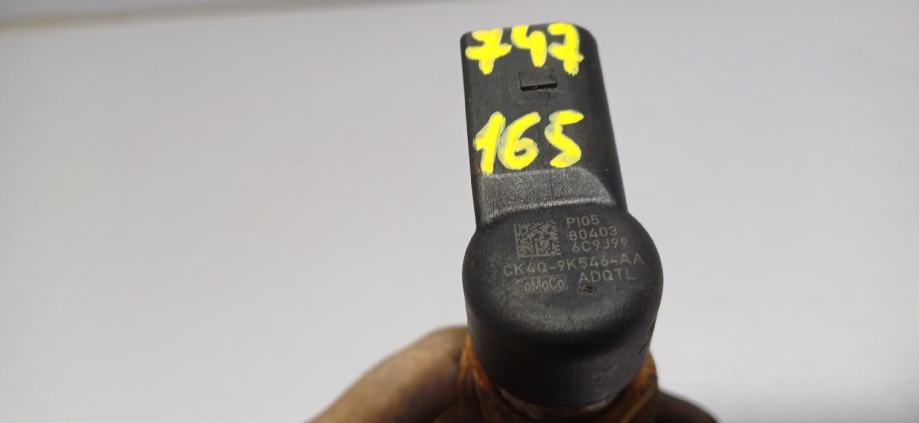 747
165
PI05
80403
6C9J99
CK4Q-9K546-AA
FoMoCo ADQTL